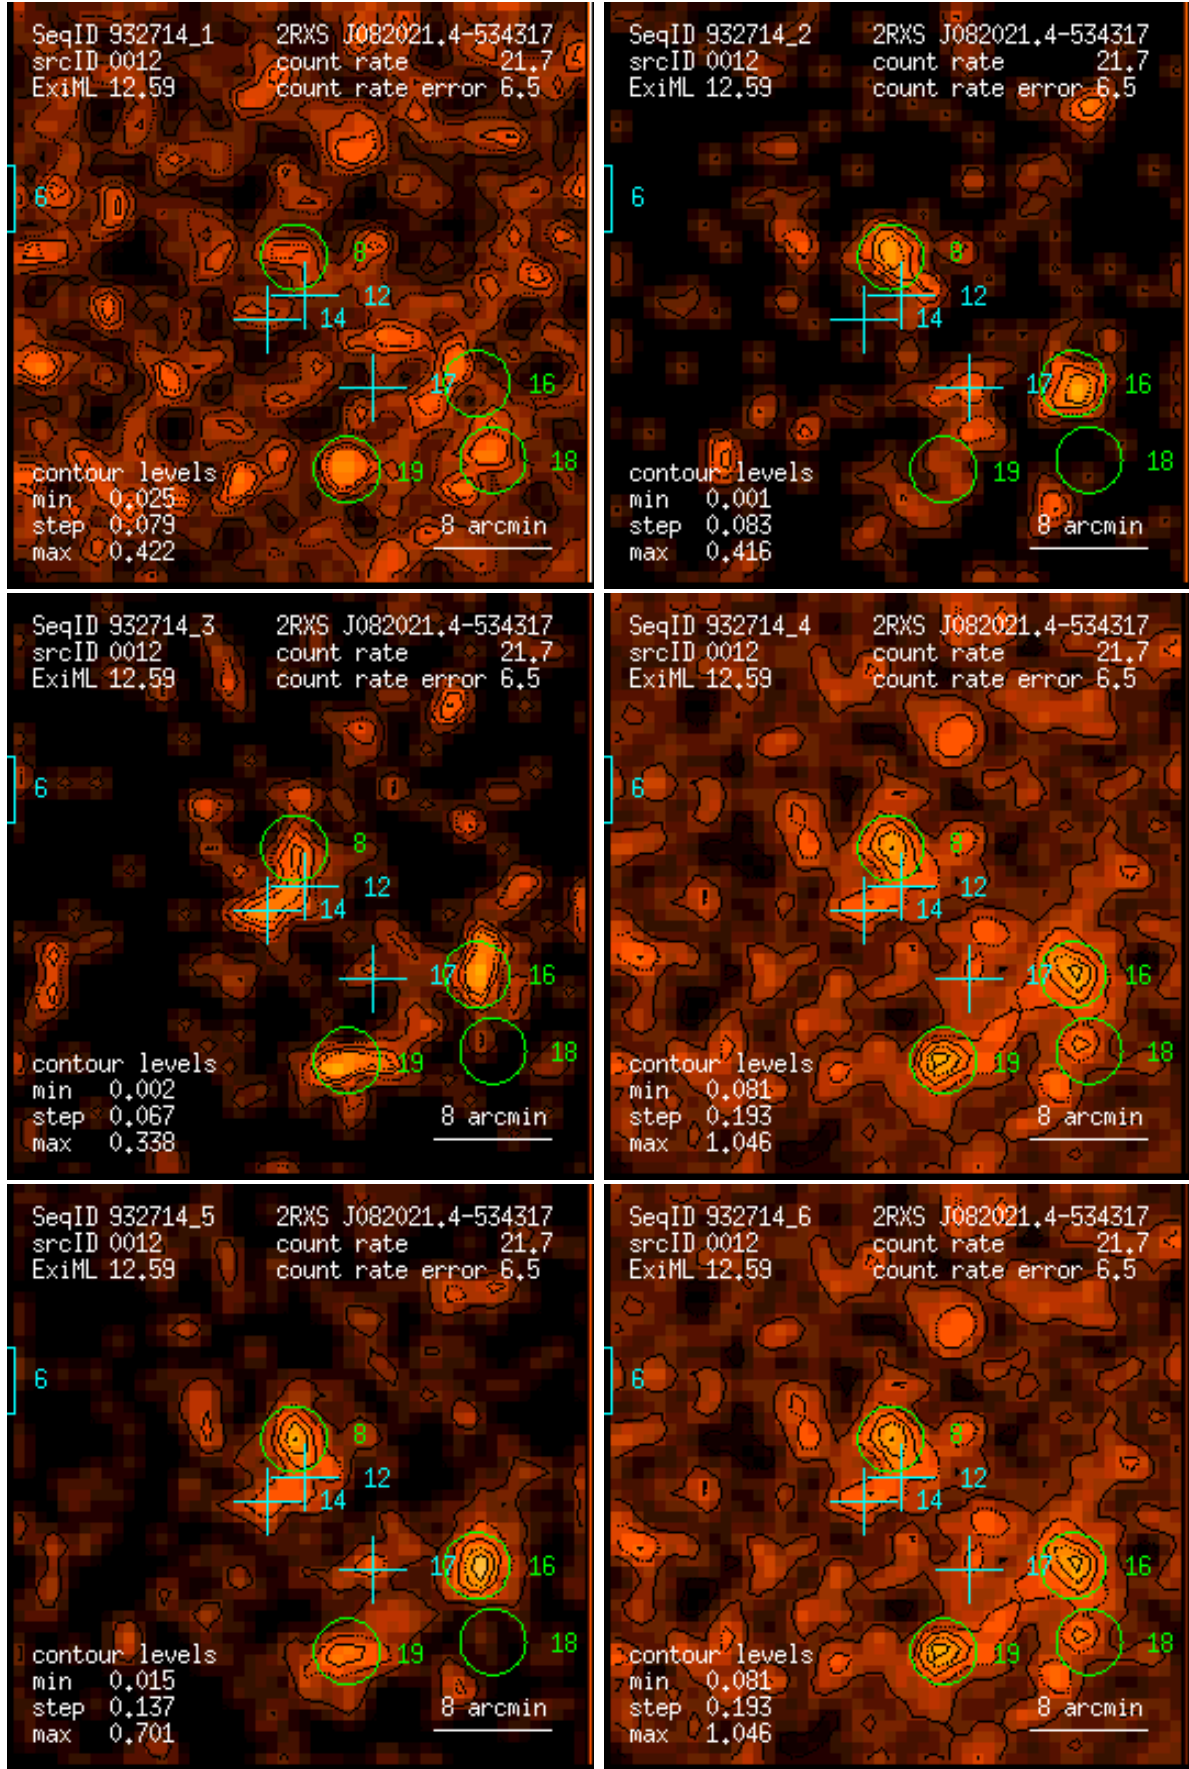 SeqID 932714_1 2RXS J082021.4-534317
srcID 0012 count rate 21.7
ExiML 12.59 count rate error 6.5
6
8
12
14
17 16
19 18
contour levels
min 0.025
step 0.079 8 arcmin
max 0.422
SeqID 932714_2 2RXS J082021.4-534317
srcID 0012 count rate 21.7
ExiML 12.59 count rate error 6.5
6
8
12
14
17 16
19 18
contour levels
min 0.001
step 0.083 8 arcmin
max 0.416
SeqID 932714_3 2RXS J082021.4-534317
srcID 0012 count rate 21.7
ExiML 12.59 count rate error 6.5
6
8
12
14
17 16
19 18
contour levels
min 0.002
step 0.067 8 arcmin
max 0.338
SeqID 932714_4 2RXS J082021.4-534317
srcID 0012 count rate 21.7
ExiML 12.59 count rate error 6.5
6
8
12
14
17 16
19 18
contour levels
min 0.081
step 0.193 8 arcmin
max 1.046
SeqID 932714_5 2RXS J082021.4-534317
srcID 0012 count rate 21.7
ExiML 12.59 count rate error 6.5
6
8
12
14
17 16
19 18
contour levels
min 0.015
step 0.137 8 arcmin
max 0.701
SeqID 932714_6 2RXS J082021.4-534317
srcID 0012 count rate 21.7
ExiML 12.59 count rate error 6.5
6
8
12
14
17 16
19 18
contour levels
min 0.081
step 0.193 8 arcmin
max 1.046